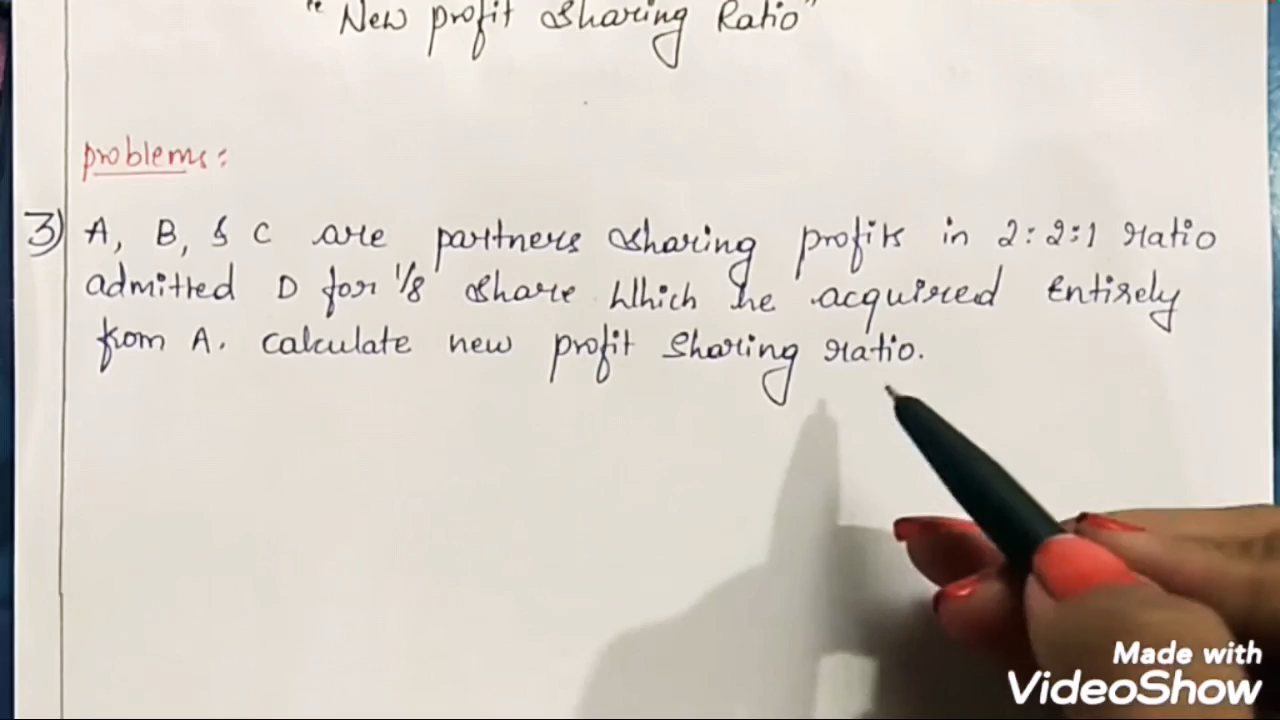 "New profit sharing Ratio"
problems:
3) A, B, & C are partners sharing profits in 2:2:1 ratio
admitted D for 1/8 share which he acquired Entirely
from A. calculate new profit sharing ratio.
Made with
VideoShow